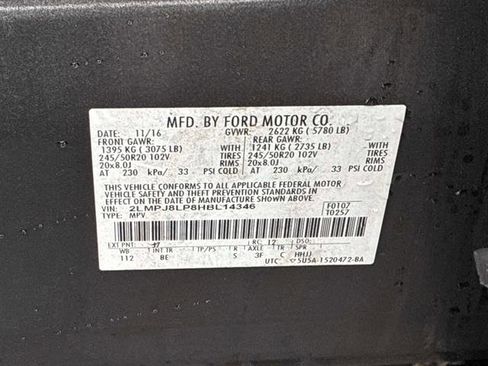 MFD. BY FORD MOTOR CO.
DATE: 11/16 GVWR: 2622 KG ( 5780 LB)
FRONT GAWR: REAR GAWR:
1395 KG ( 3075 LB) WITH 1241 KG ( 2735 LB) WITH
245/50R20 102V TIRES 245/50R20 102V TIRES
20x8.0J RIMS 20x8.0J RIMS
AT 230 kPa/ 33 PSI COLD AT 230 kPa/ 33 PSI COLD
THIS VEHICLE CONFORMS TO ALL APPLICABLE FEDERAL MOTOR
VEHICLE SAFETY AND THEFT PREVENTION STANDARDS IN
EFFECT ON THE DATE OF MANUFACTURE SHOWN ABOVE.
VIN: 2LMPJ8LP8HBL14346 F0107
TYPE: MPV T0257
EXT PNT: RC: 12
WB INT TR TP/PS R AXLE TR SPR
112 BE S 3F C HHJJ
UTC 5U5A-1520472-BA